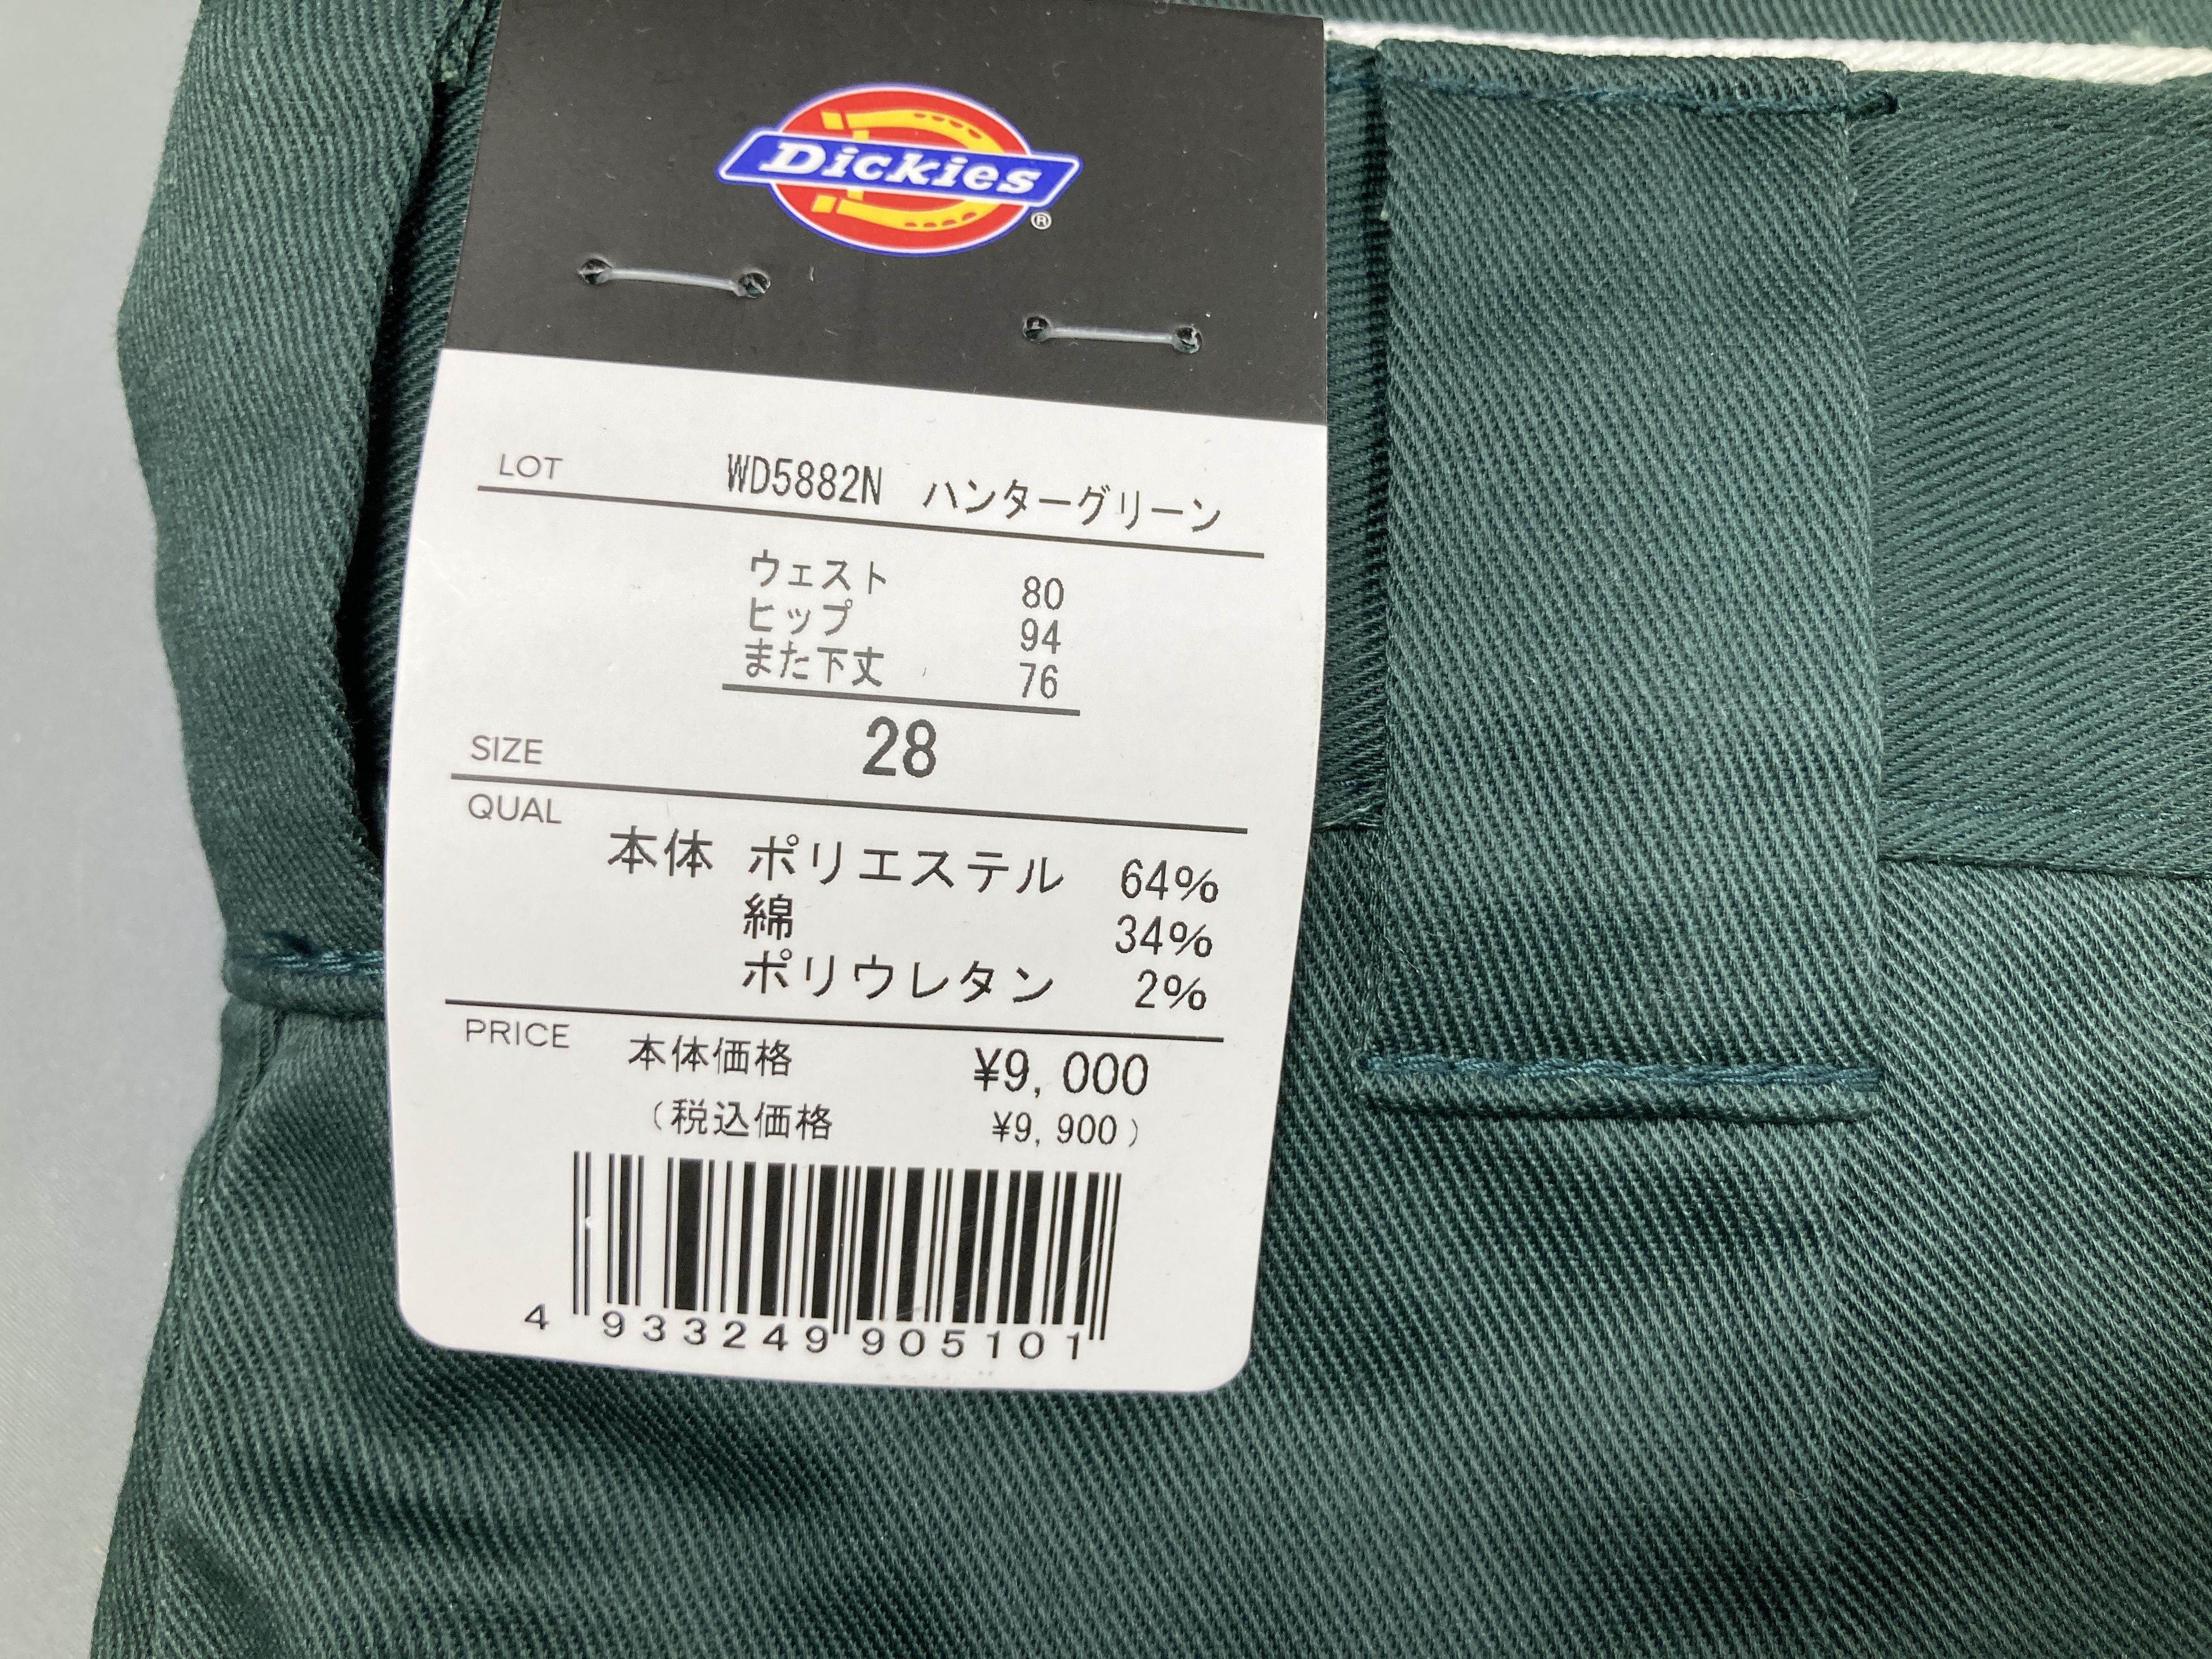 Dickies®
LOT WD5882N ハンターグリーン
ウェスト 80
ヒップ 94
また下丈 76
SIZE 28
QUAL
本体 ポリエステル 64%
綿 34%
ポリウレタン 2%
PRICE 本体価格 ¥9,000
(税込価格 ¥9,900)
4 933249 905101